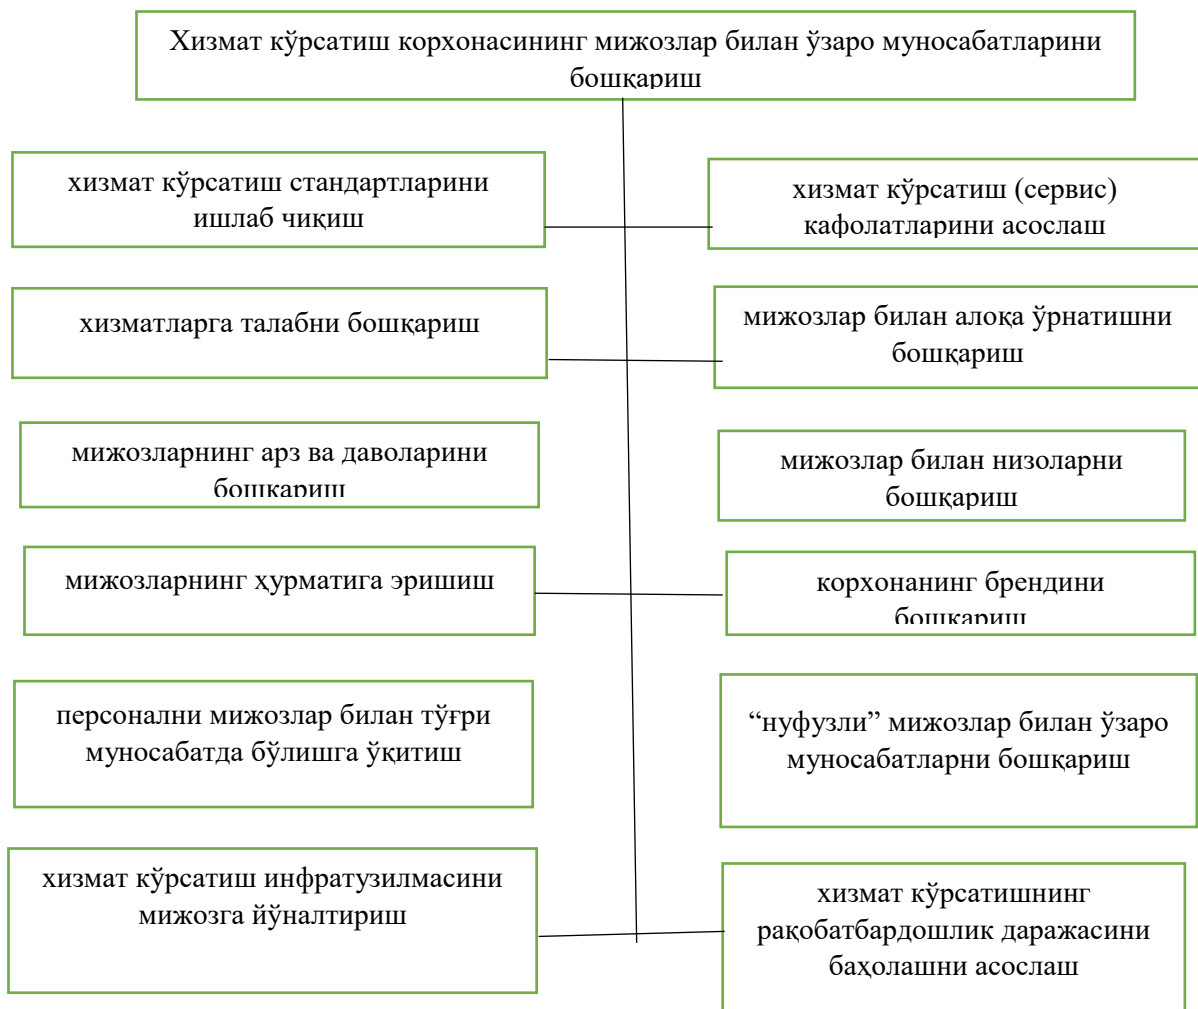 Хизмат кўрсатиш корхонасининг мижозлар билан ўзаро муносабатларини
бошқариш
хизмат кўрсатиш стандартларини
ишлаб чиқиш
хизмат кўрсатиш (сервис)
кафолатларини асослаш
хизматларга талабни бошқариш
мижозлар билан алоқа ўрнатишни
бошқариш
мижозларнинг арз ва даволарини
бошқариш
мижозлар билан низоларни
бошқариш
мижозларнинг ҳурматига эришиш
корхонанинг брендини
бошқариш
персонални мижозлар билан тўғри
муносабатда бўлишга ўқитиш
“нуфузли” мижозлар билан ўзаро
муносабатларни бошқариш
хизмат кўрсатиш инфратузилмасини
мижозга йўналтириш
хизмат кўрсатишнинг
рақобатбардошлик даражасини
баҳолашни асослаш